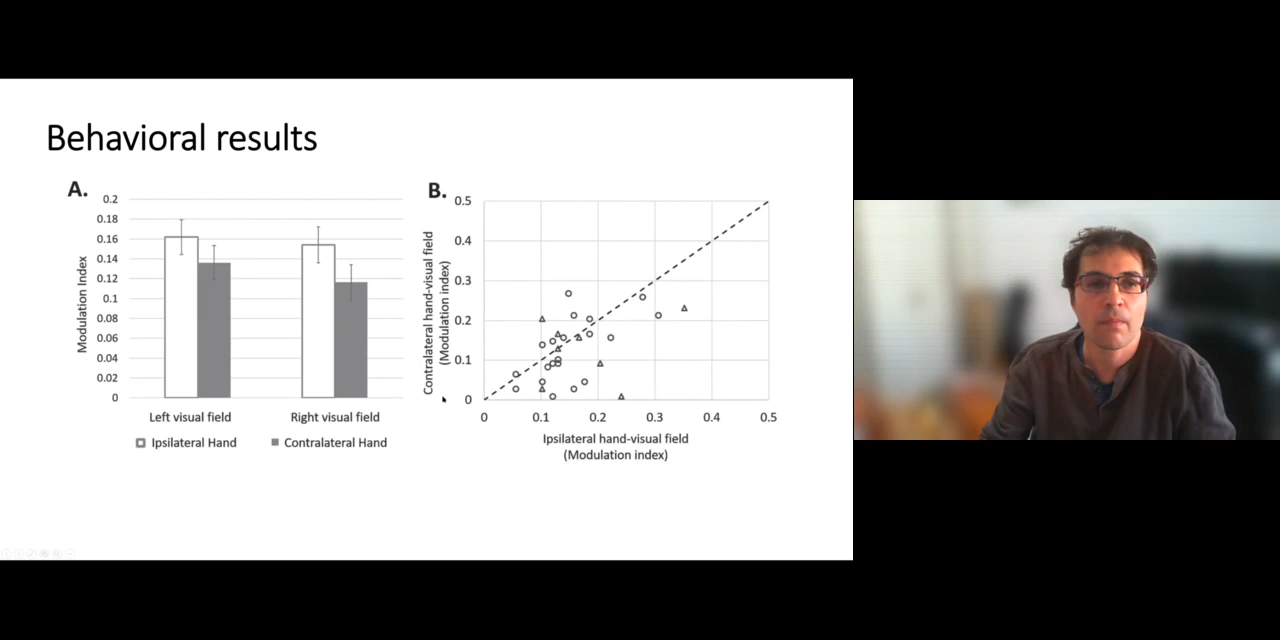 Behavioral results
A.
0.2
0.18
0.16
0.14
0.12
0.1
0.08
0.06
0.04
0.02
0
Modulation Index
Left visual field
Right visual field
Ipsilateral Hand
Contralateral Hand
B.
0.5
0.4
0.3
0.2
0.1
0
Contralateral hand-visual field
(Modulation index)
0
0.1
0.2
0.3
0.4
0.5
Ipsilateral hand-visual field
(Modulation index)